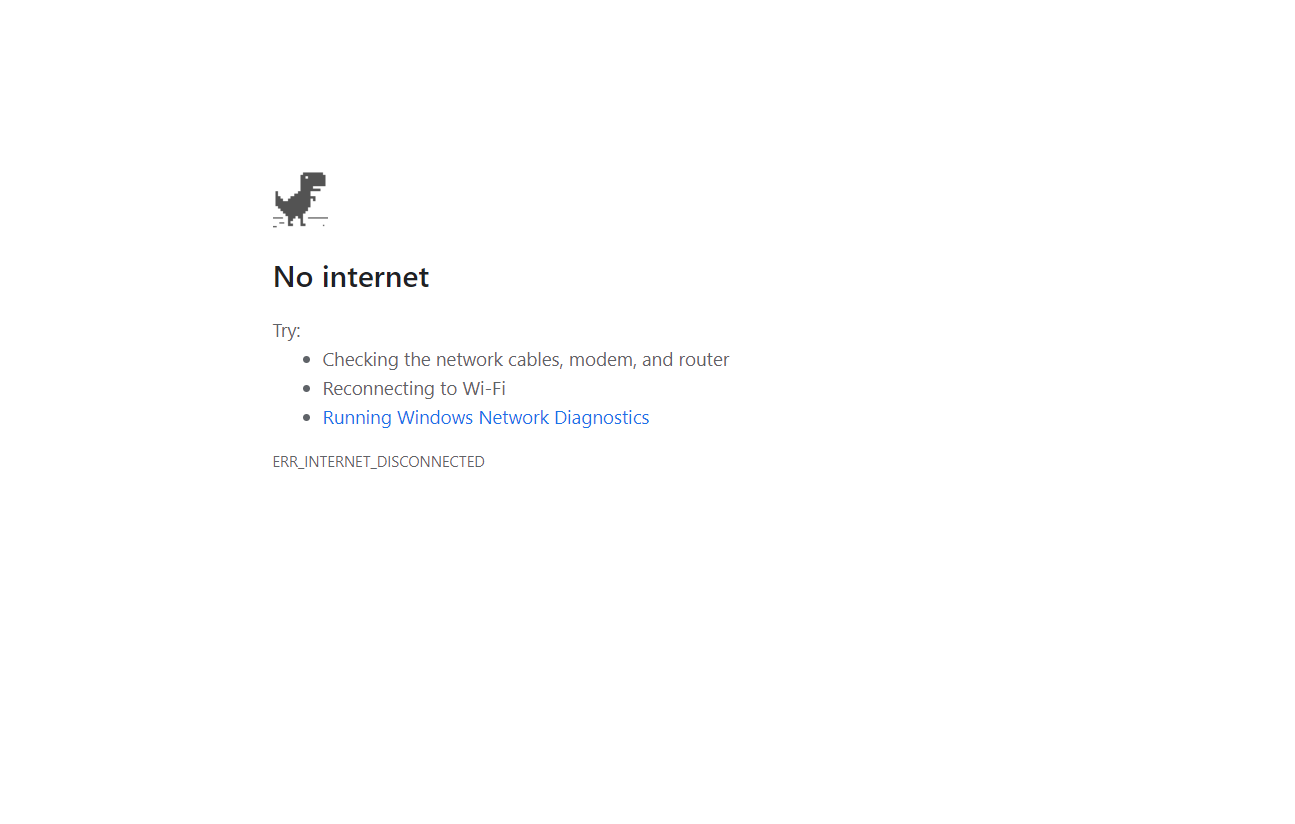 No internet
Try:
• Checking the network cables, modem, and router
• Reconnecting to Wi-Fi
• Running Windows Network Diagnostics
ERR_INTERNET_DISCONNECTED